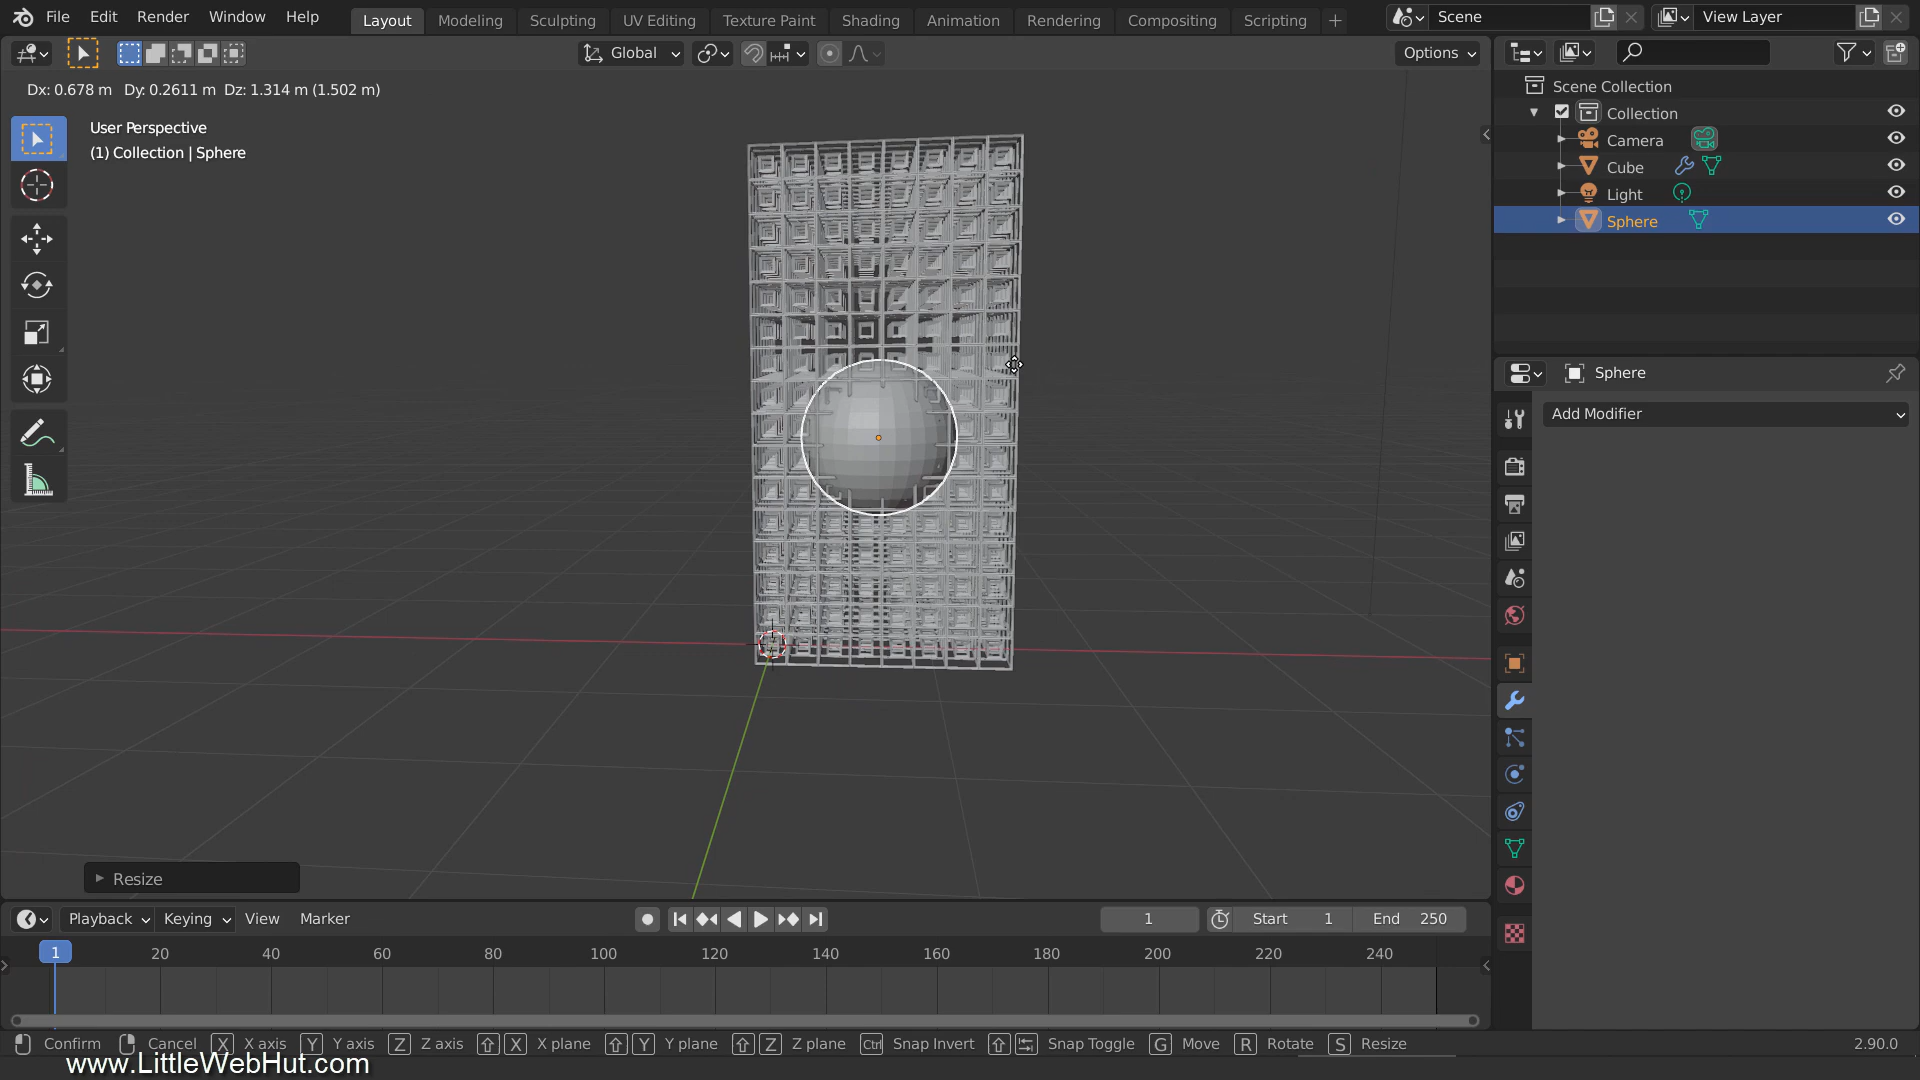 File Edit Render Window Help Layout Modeling Sculpting UV Editing Texture Paint Shading Animation Rendering Compositing Scripting + Scene View Layer
Global Options
Dx: 0.678 m Dy: 0.2611 m Dz: 1.314 m (1.502 m)
User Perspective
(1) Collection | Sphere
Scene Collection
Collection
Camera
Cube
Light
Sphere
Sphere
Add Modifier
Resize
Playback Keying View Marker 1 Start 1 End 250
1 20 40 60 80 100 120 140 160 180 200 220 240
Confirm Cancel X X axis Y Y axis Z Z axis X X plane Y Y plane Z Z plane Ctrl Snap Invert Snap Toggle G Move R Rotate S Resize 2.90.0
www.LittleWebHut.com